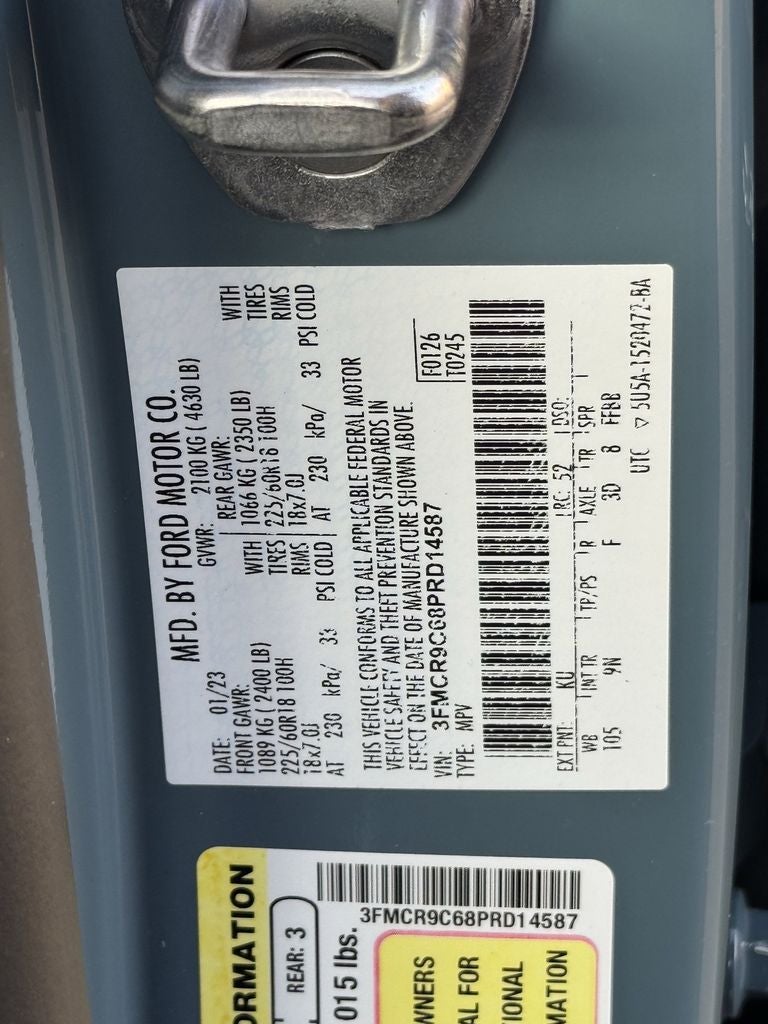 MFD. BY FORD MOTOR CO.
DATE: 01/23 GVWR: 2100 KG ( 4630 LB)
FRONT GAWR: REAR GAWR: WITH
1089 KG ( 2400 LB) WITH 1066 KG ( 2350 LB) TIRES
225/60R18 100H TIRES 225/60R18 100H RIMS
18x7.0J RIMS 18x7.0J
AT 230 kPa/ 33 PSI COLD AT 230 kPa/ 33 PSI COLD
THIS VEHICLE CONFORMS TO ALL APPLICABLE FEDERAL MOTOR
VEHICLE SAFETY AND THEFT PREVENTION STANDARDS IN
EFFECT ON THE DATE OF MANUFACTURE SHOWN ABOVE.
VIN: 3FMCR9C68PRD14587 F0126
TYPE: MPV T0245
EXT PNT: KU RC: 52 DSO:
WB INT TR TP/PS R AXLE TR SPR
105 9N F 3D 8 FFBB
UTC ▽ 5U5A-1520472-BA
ORMATION
REAR: 3
015 lbs.
3FMCR9C68PRD14587
WNERS
AL FOR
IONAL
MATION